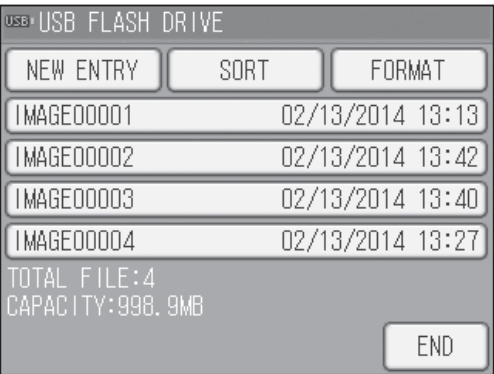 USB USB FLASH DRIVE
NEW ENTRY SORT FORMAT
IMAGE00001 02/13/2014 13:13
IMAGE00002 02/13/2014 13:42
IMAGE00003 02/13/2014 13:40
IMAGE00004 02/13/2014 13:27
TOTAL FILE:4
CAPACITY:998.9MB
END